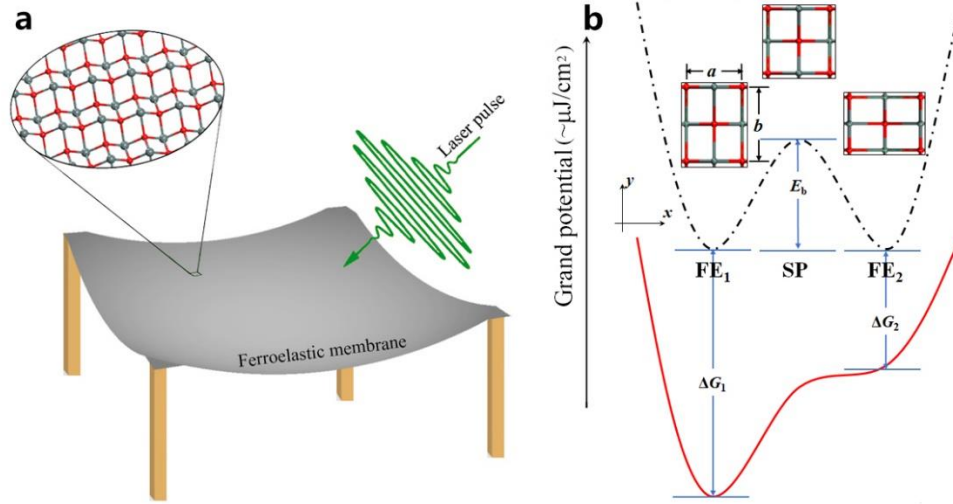 a
Laser pulse
Ferroelastic membrane
b
Grand potential (~μJ/cm²)
a
b
y
x
E_b
FE₁
SP
FE₂
ΔG₁
ΔG₂